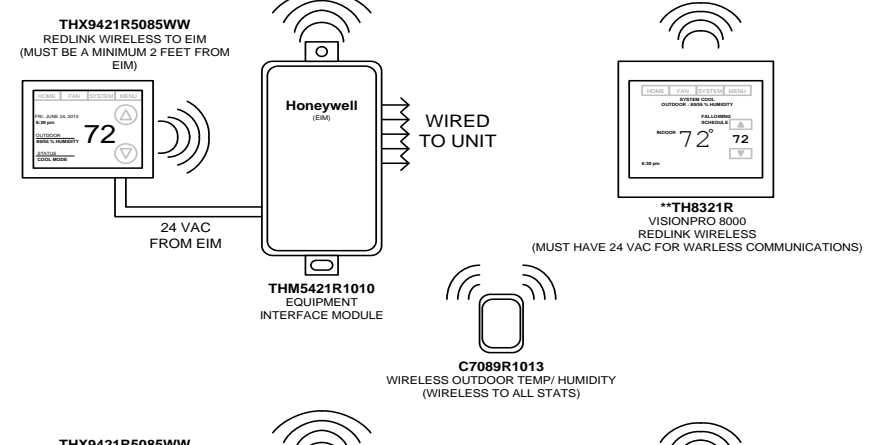 THX9421R5085WW
REDLINK WIRELESS TO EIM
(MUST BE A MINIMUM 2 FEET FROM
EIM)
HOME FAN SYSTEM MENU
FRI, JUNE 24, 2013
6:30 pm
OUTDOOR
80/55 % HUMIDITY
72
STATUS
COOL MODE
24 VAC
FROM EIM
Honeywell
(EIM)
WIRED
TO UNIT
THM5421R1010
EQUIPMENT
INTERFACE MODULE
HOME FAN SYSTEM MENU
SYSTEM COOL
OUTDOOR : 80/55 % HUMIDITY
FALLOWING
SCHEDULE
INDOOR 72° 72
6:30 pm
**TH8321R
VISIONPRO 8000
REDLINK WIRELESS
(MUST HAVE 24 VAC FOR WARLESS COMMUNICATIONS)
C7089R1013
WIRELESS OUTDOOR TEMP/ HUMIDITY
(WIRELESS TO ALL STATS)
THX9421R5085WW